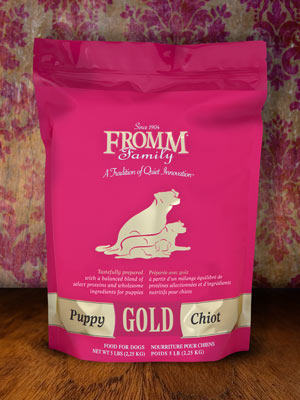 Since 1904
FROMM
Family
A Tradition of Quiet Innovation
Tastefully prepared
with a balanced blend of
select proteins and wholesome
ingredients for puppies
Préparée avec goût
à partir d'un mélange équilibré de
protéines sélectionnées et d'ingrédients
nutritifs pour chiots
Puppy GOLD Chiot
FOOD FOR DOGS
NET WT 5 LBS (2,25 KG)
NOURRITURE POUR CHIENS
POIDS 5 LB (2,25 KG)